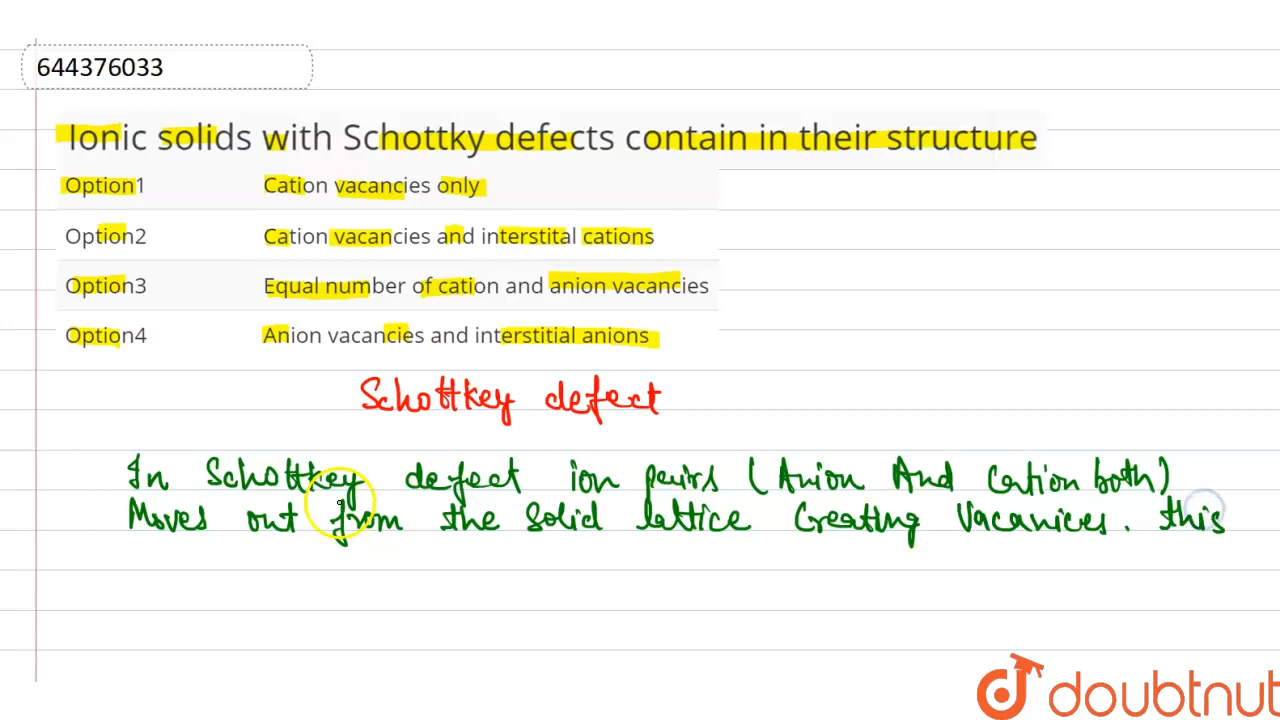 644376033
Ionic solids with Schottky defects contain in their structure
Option1 Cation vacancies only
Option2 Cation vacancies and interstital cations
Option3 Equal number of cation and anion vacancies
Option4 Anion vacancies and interstitial anions
Schottkey defect
In Schottkey defect ion pairs (Anion And Cation both)
Moves out from the solid lattice Creating Vacanices. this
doubtnut